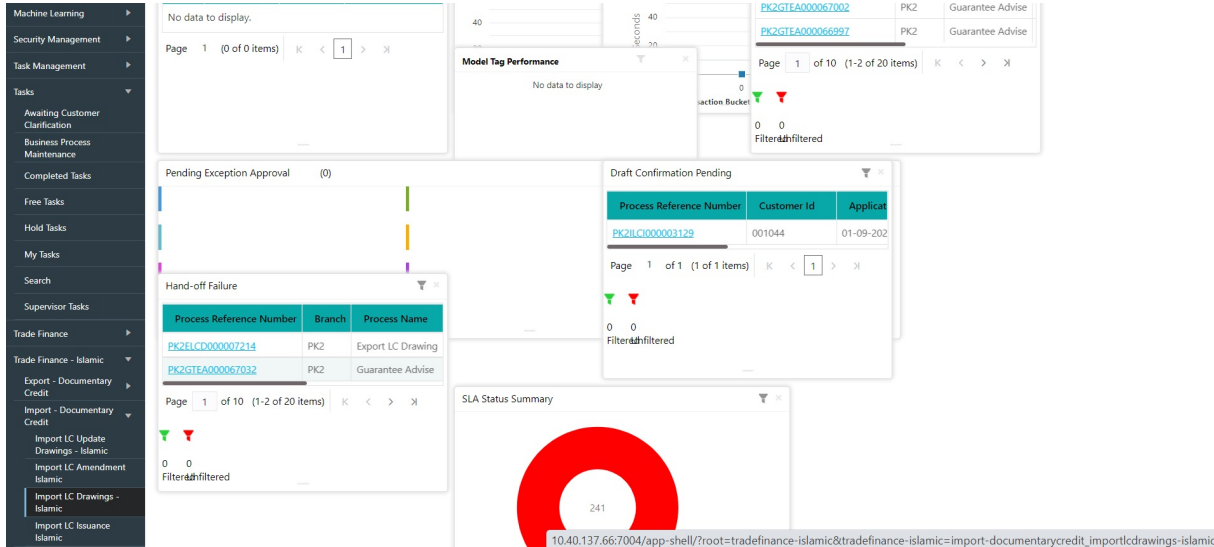 Machine Learning
Security Management
Task Management
Tasks
Awaiting Customer
Clarification
Business Process
Maintenance
Completed Tasks
Free Tasks
Hold Tasks
My Tasks
Search
Supervisor Tasks
Trade Finance
Trade Finance - Islamic
Export - Documentary
Credit
Import - Documentary
Credit
Import LC Update
Drawings - Islamic
Import LC Amendment
Islamic
Import LC Drawings -
Islamic
Import LC Issuance
Islamic
No data to display.
Page 1 (0 of 0 items) K < 1 > >|
40
Model Tag Performance
No data to display
40
20
0
PK2GTEA000067002 PK2 Guarantee Advise
PK2GTEA000066997 PK2 Guarantee Advise
Page 1 of 10 (1-2 of 20 items) K < > >|
0 0
Filtered Unfiltered
Pending Exception Approval (0)
Draft Confirmation Pending
Process Reference Number Customer Id Applicat
PK2ILCI000003129 001044 01-09-202
Page 1 of 1 (1 of 1 items) K < 1 > >|
0 0
Filtered Unfiltered
Hand-off Failure
Process Reference Number Branch Process Name
PK2ELCD000007214 PK2 Export LC Drawing
PK2GTEA000067032 PK2 Guarantee Advise
Page 1 of 10 (1-2 of 20 items) K < > >|
0 0
Filtered Unfiltered
SLA Status Summary
241
10.40.137.66:7004/app-shell/?root=tradefinance-islamic&tradefinance-islamic=import-documentarycredit_importlcdrawings-islamic